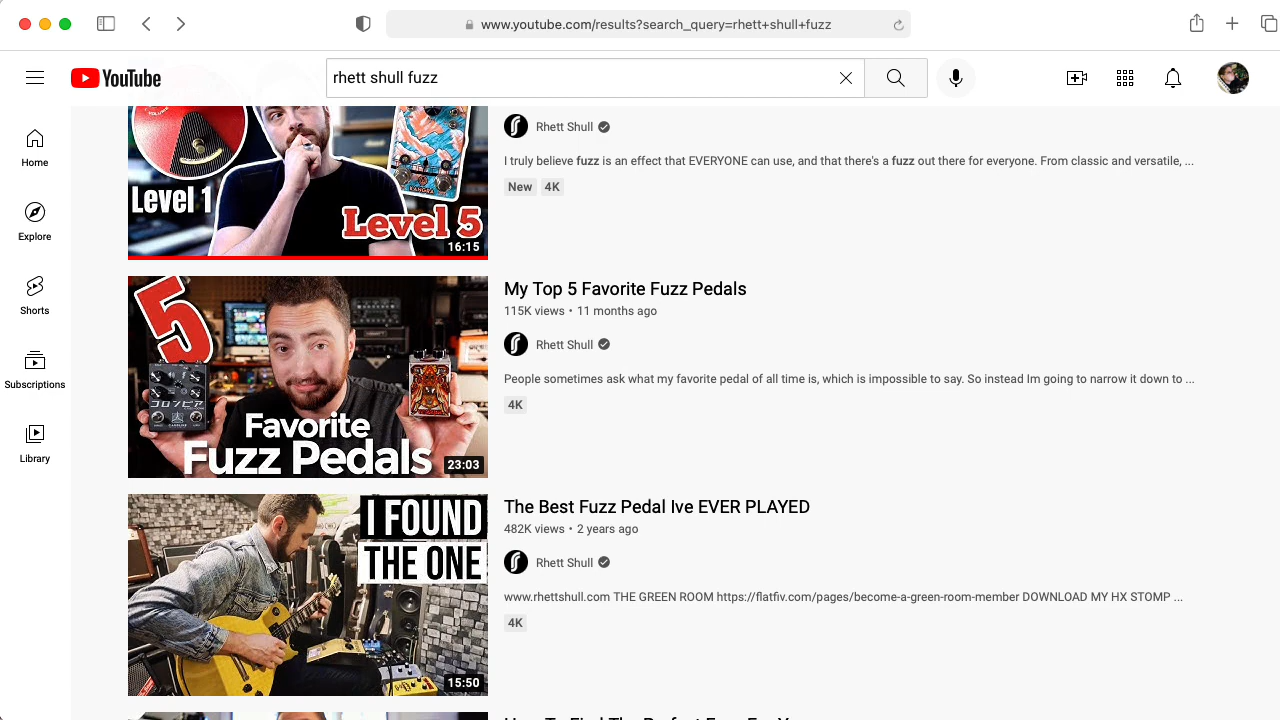 www.youtube.com/results?search_query=rhett+shull+fuzz
YouTube
rhett shull fuzz
Home
Explore
Shorts
Subscriptions
Library
Level 1
Level 5
16:15
Rhett Shull
I truly believe fuzz is an effect that EVERYONE can use, and that there's a fuzz out there for everyone. From classic and versatile, ...
New 4K
5
Favorite
Fuzz Pedals
23:03
My Top 5 Favorite Fuzz Pedals
115K views • 11 months ago
Rhett Shull
People sometimes ask what my favorite pedal of all time is, which is impossible to say. So instead Im going to narrow it down to ...
4K
I FOUND
THE ONE
15:50
The Best Fuzz Pedal Ive EVER PLAYED
482K views • 2 years ago
Rhett Shull
www.rhettshull.com THE GREEN ROOM https://flatfiv.com/pages/become-a-green-room-member DOWNLOAD MY HX STOMP ...
4K